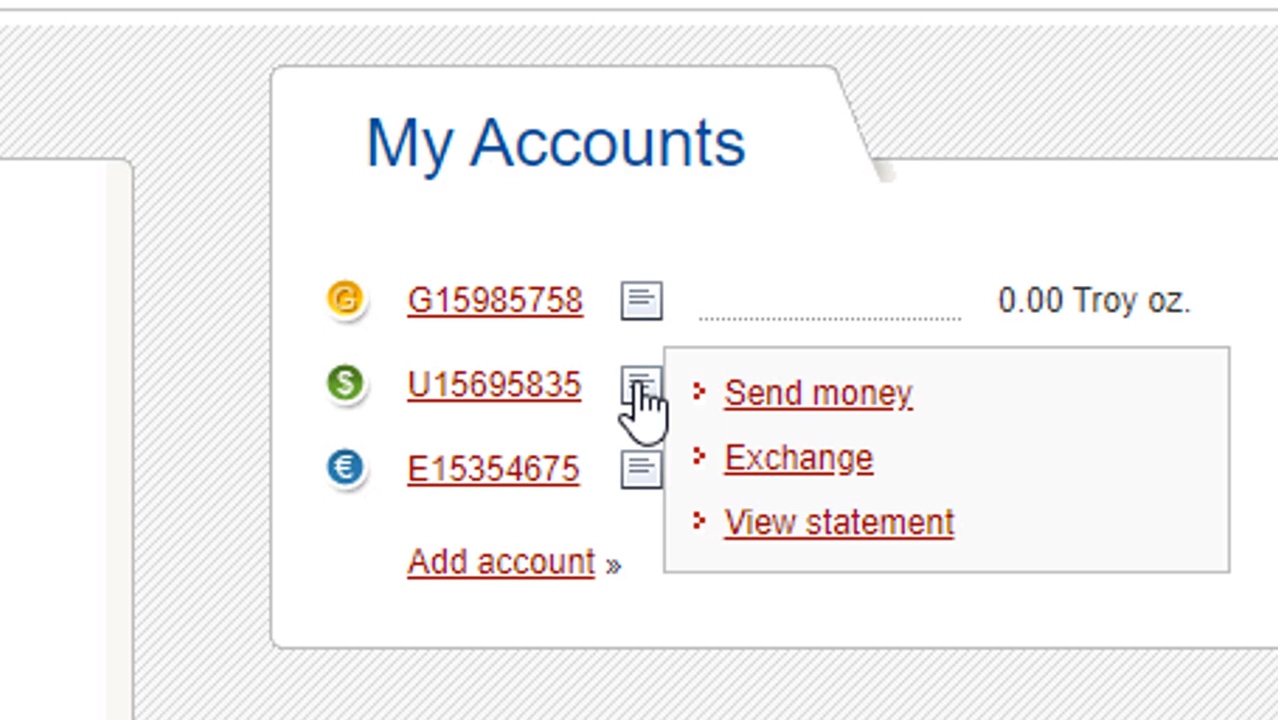 My Accounts
G G15985758 0.00 Troy oz.
$ U15695835
€ E15354675
Send money
Exchange
View statement
Add account »